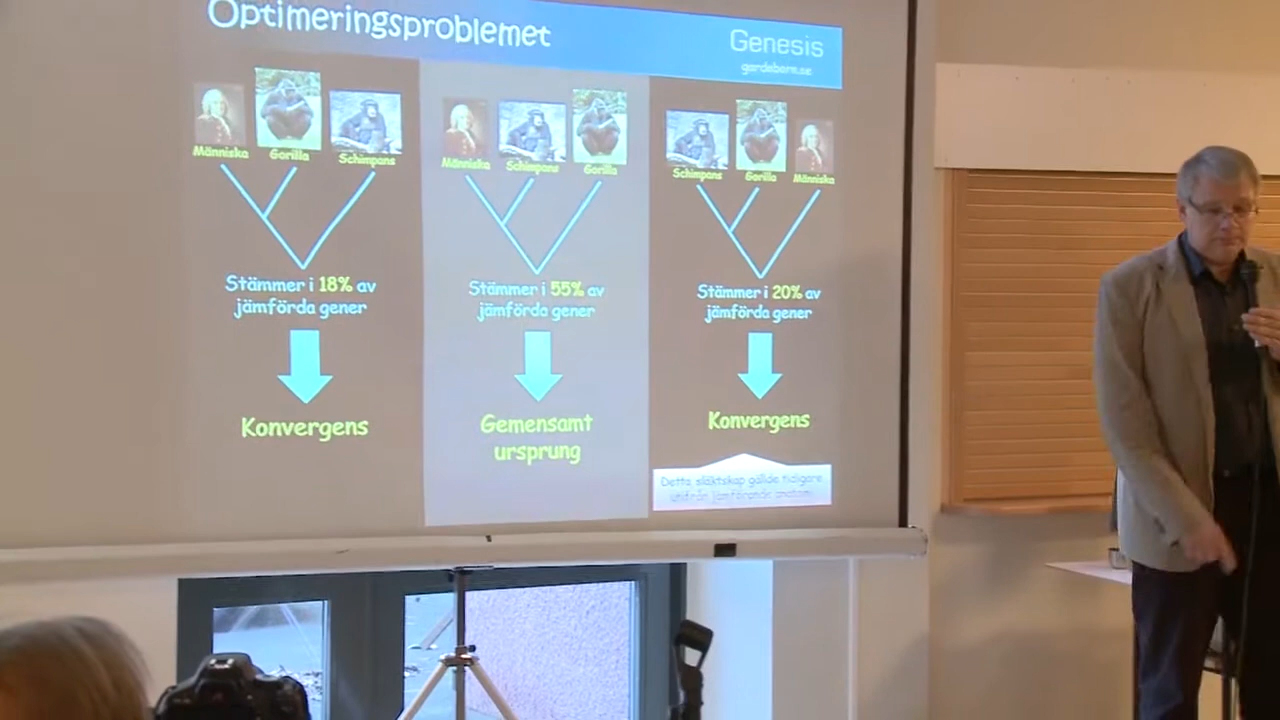 Optimeringsproblemet
Genesis
gardeborn.se
Människa
Gorilla
Schimpans
Stämmer i 18% av
jämförda gener
Konvergens
Människa
Schimpans
Gorilla
Stämmer i 55% av
jämförda gener
Gemensamt
ursprung
Schimpans
Gorilla
Människa
Stämmer i 20% av
jämförda gener
Konvergens
Detta släktskap gällde tidigare
utifrån jämförande anatomi